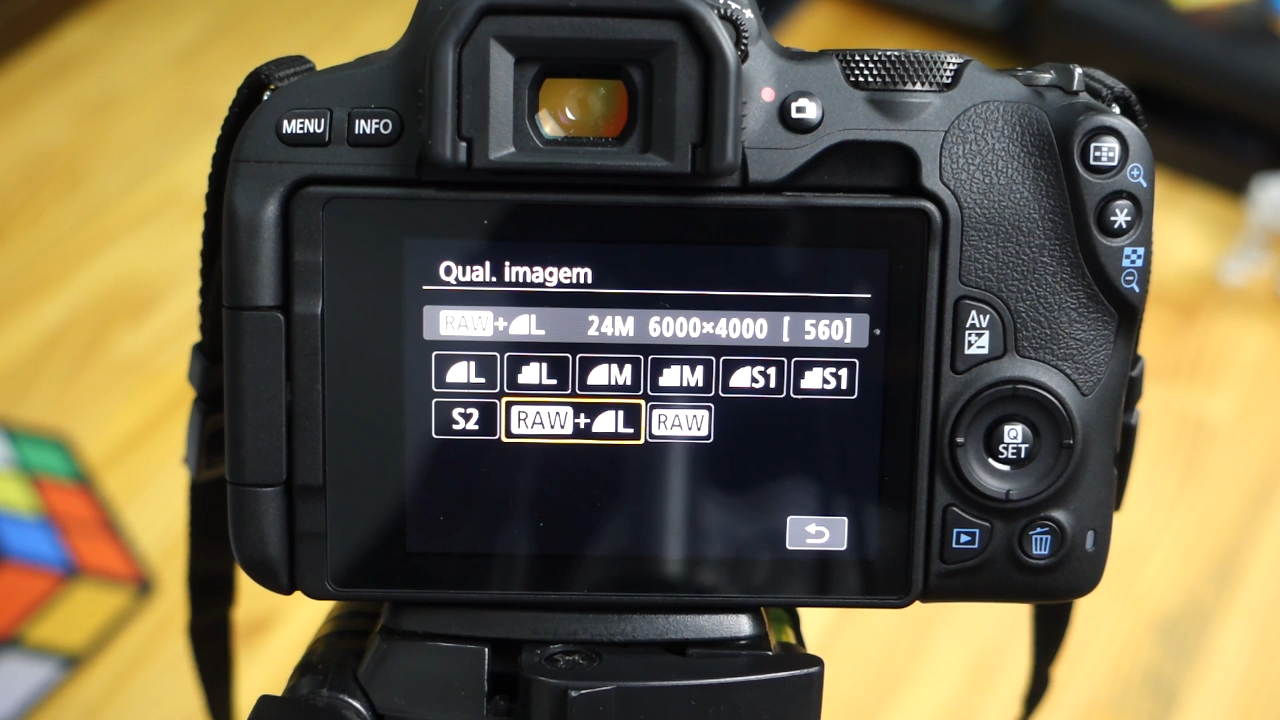 MENU INFO
Qual. imagem
RAW+L 24M 6000×4000 [ 560]
L L M M S1 S1
S2 RAW+L RAW
Av
Q
SET